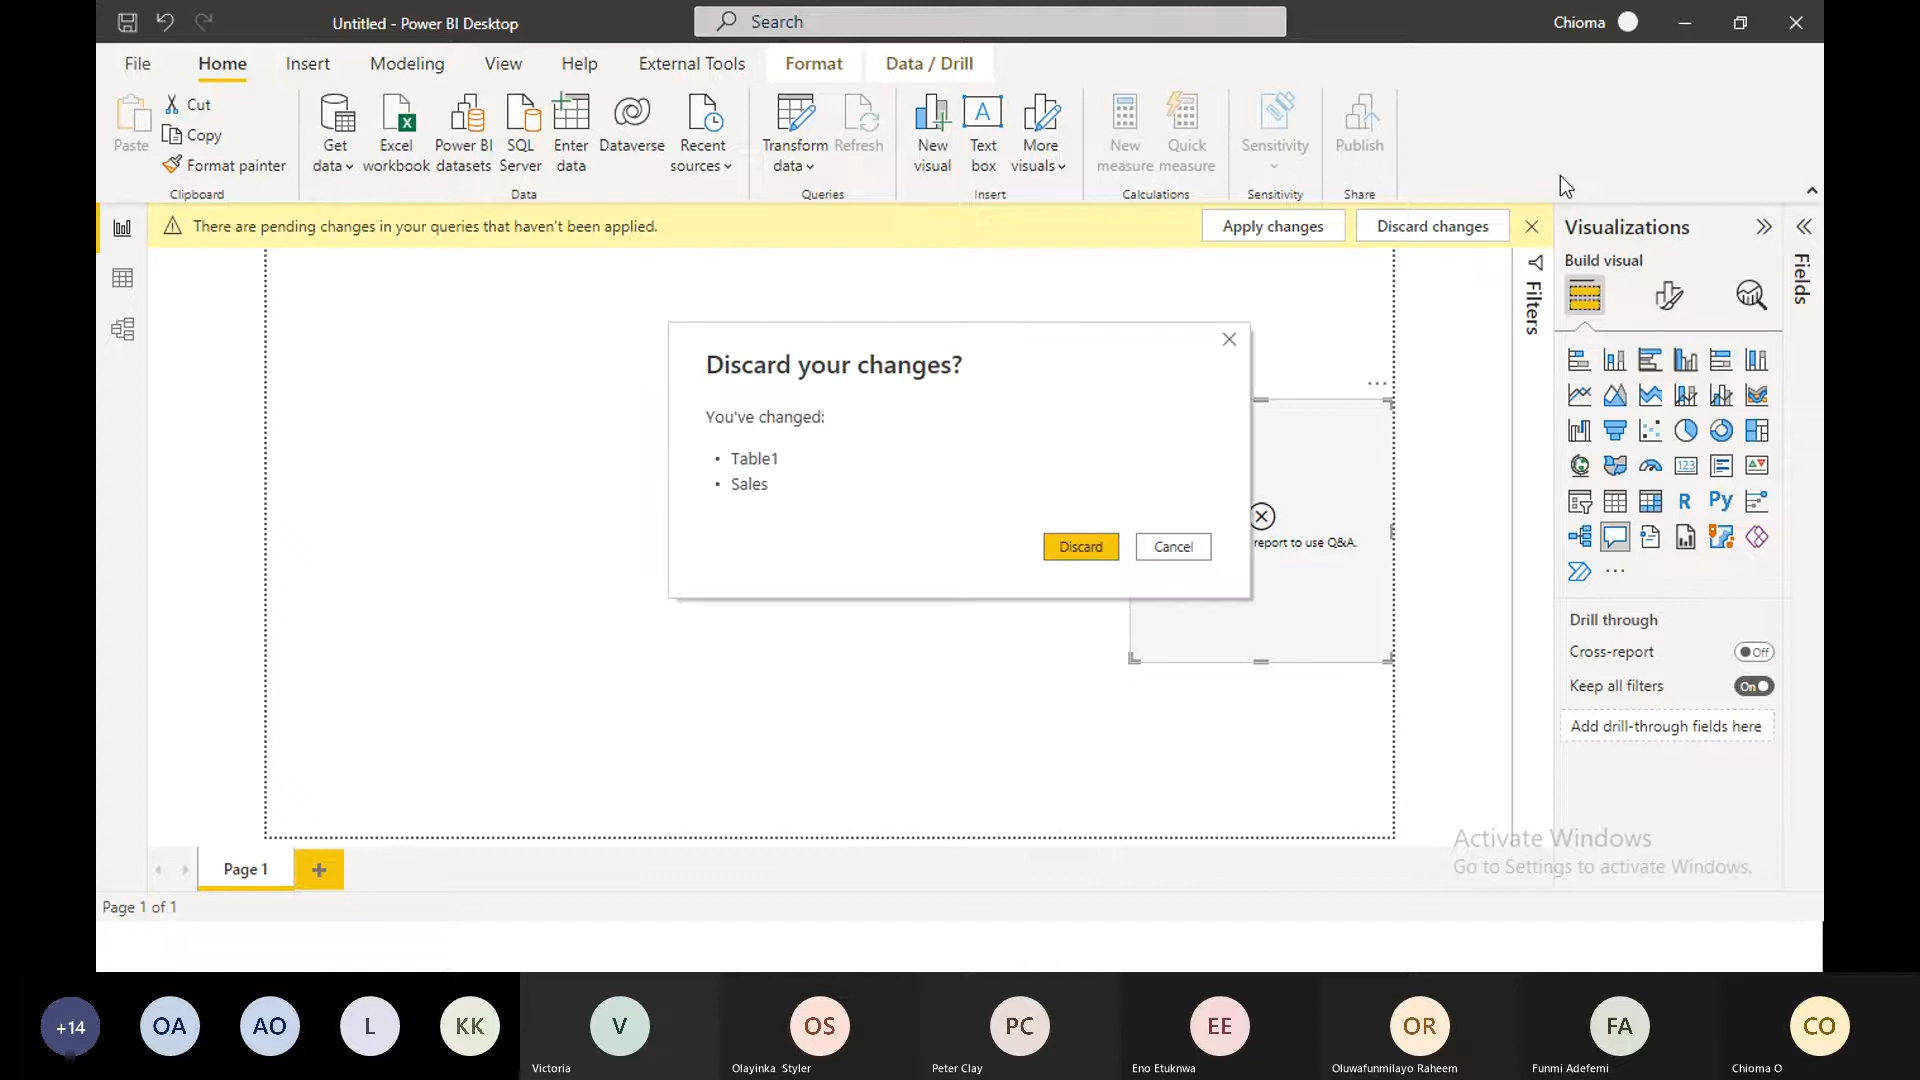 Untitled - Power BI Desktop
Search
Chioma
File Home Insert Modeling View Help External Tools Format Data / Drill
Paste
Cut
Copy
Format painter
Clipboard
Get data
Excel workbook
Power BI datasets
SQL Server
Enter data
Dataverse
Recent sources
Data
Transform data
Refresh
Queries
New visual
Text box
More visuals
Insert
New measure
Quick measure
Calculations
Sensitivity
Sensitivity
Publish
Share
There are pending changes in your queries that haven't been applied.
Apply changes
Discard changes
Visualizations
Build visual
Filters
Fields
Discard your changes?
You've changed:
• Table1
• Sales
Discard
Cancel
report to use Q&A.
123
R
Py
Drill through
Cross-report
Off
Keep all filters
On
Add drill-through fields here
Activate Windows
Go to Settings to activate Windows.
Page 1
Page 1 of 1
+14
OA
AO
L
KK
V
Victoria
OS
Olayinka Styler
PC
Peter Clay
EE
Eno Etuknwa
OR
Oluwafunmilayo Raheem
FA
Funmi Adefemi
CO
Chioma O